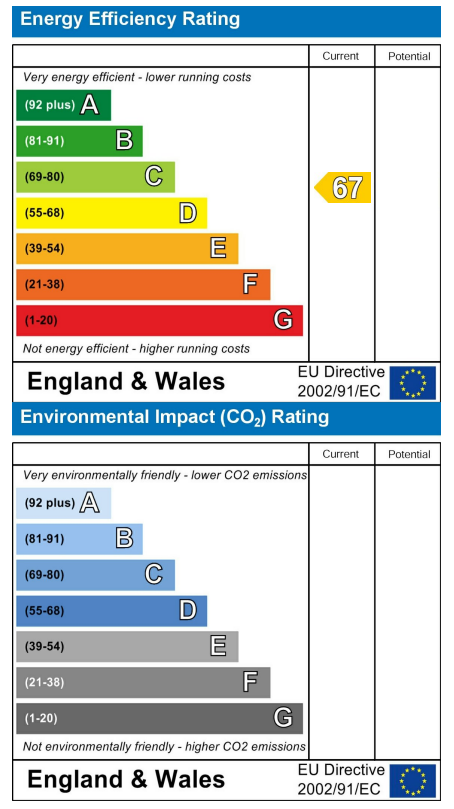 Energy Efficiency Rating
Current Potential
Very energy efficient - lower running costs
(92 plus) A
(81-91) B
(69-80) C
67
(55-68) D
(39-54) E
(21-38) F
(1-20) G
Not energy efficient - higher running costs
England & Wales
EU Directive
2002/91/EC
Environmental Impact (CO₂) Rating
Current Potential
Very environmentally friendly - lower CO2 emissions
(92 plus) A
(81-91) B
(69-80) C
(55-68) D
(39-54) E
(21-38) F
(1-20) G
Not environmentally friendly - higher CO2 emissions
England & Wales
EU Directive
2002/91/EC